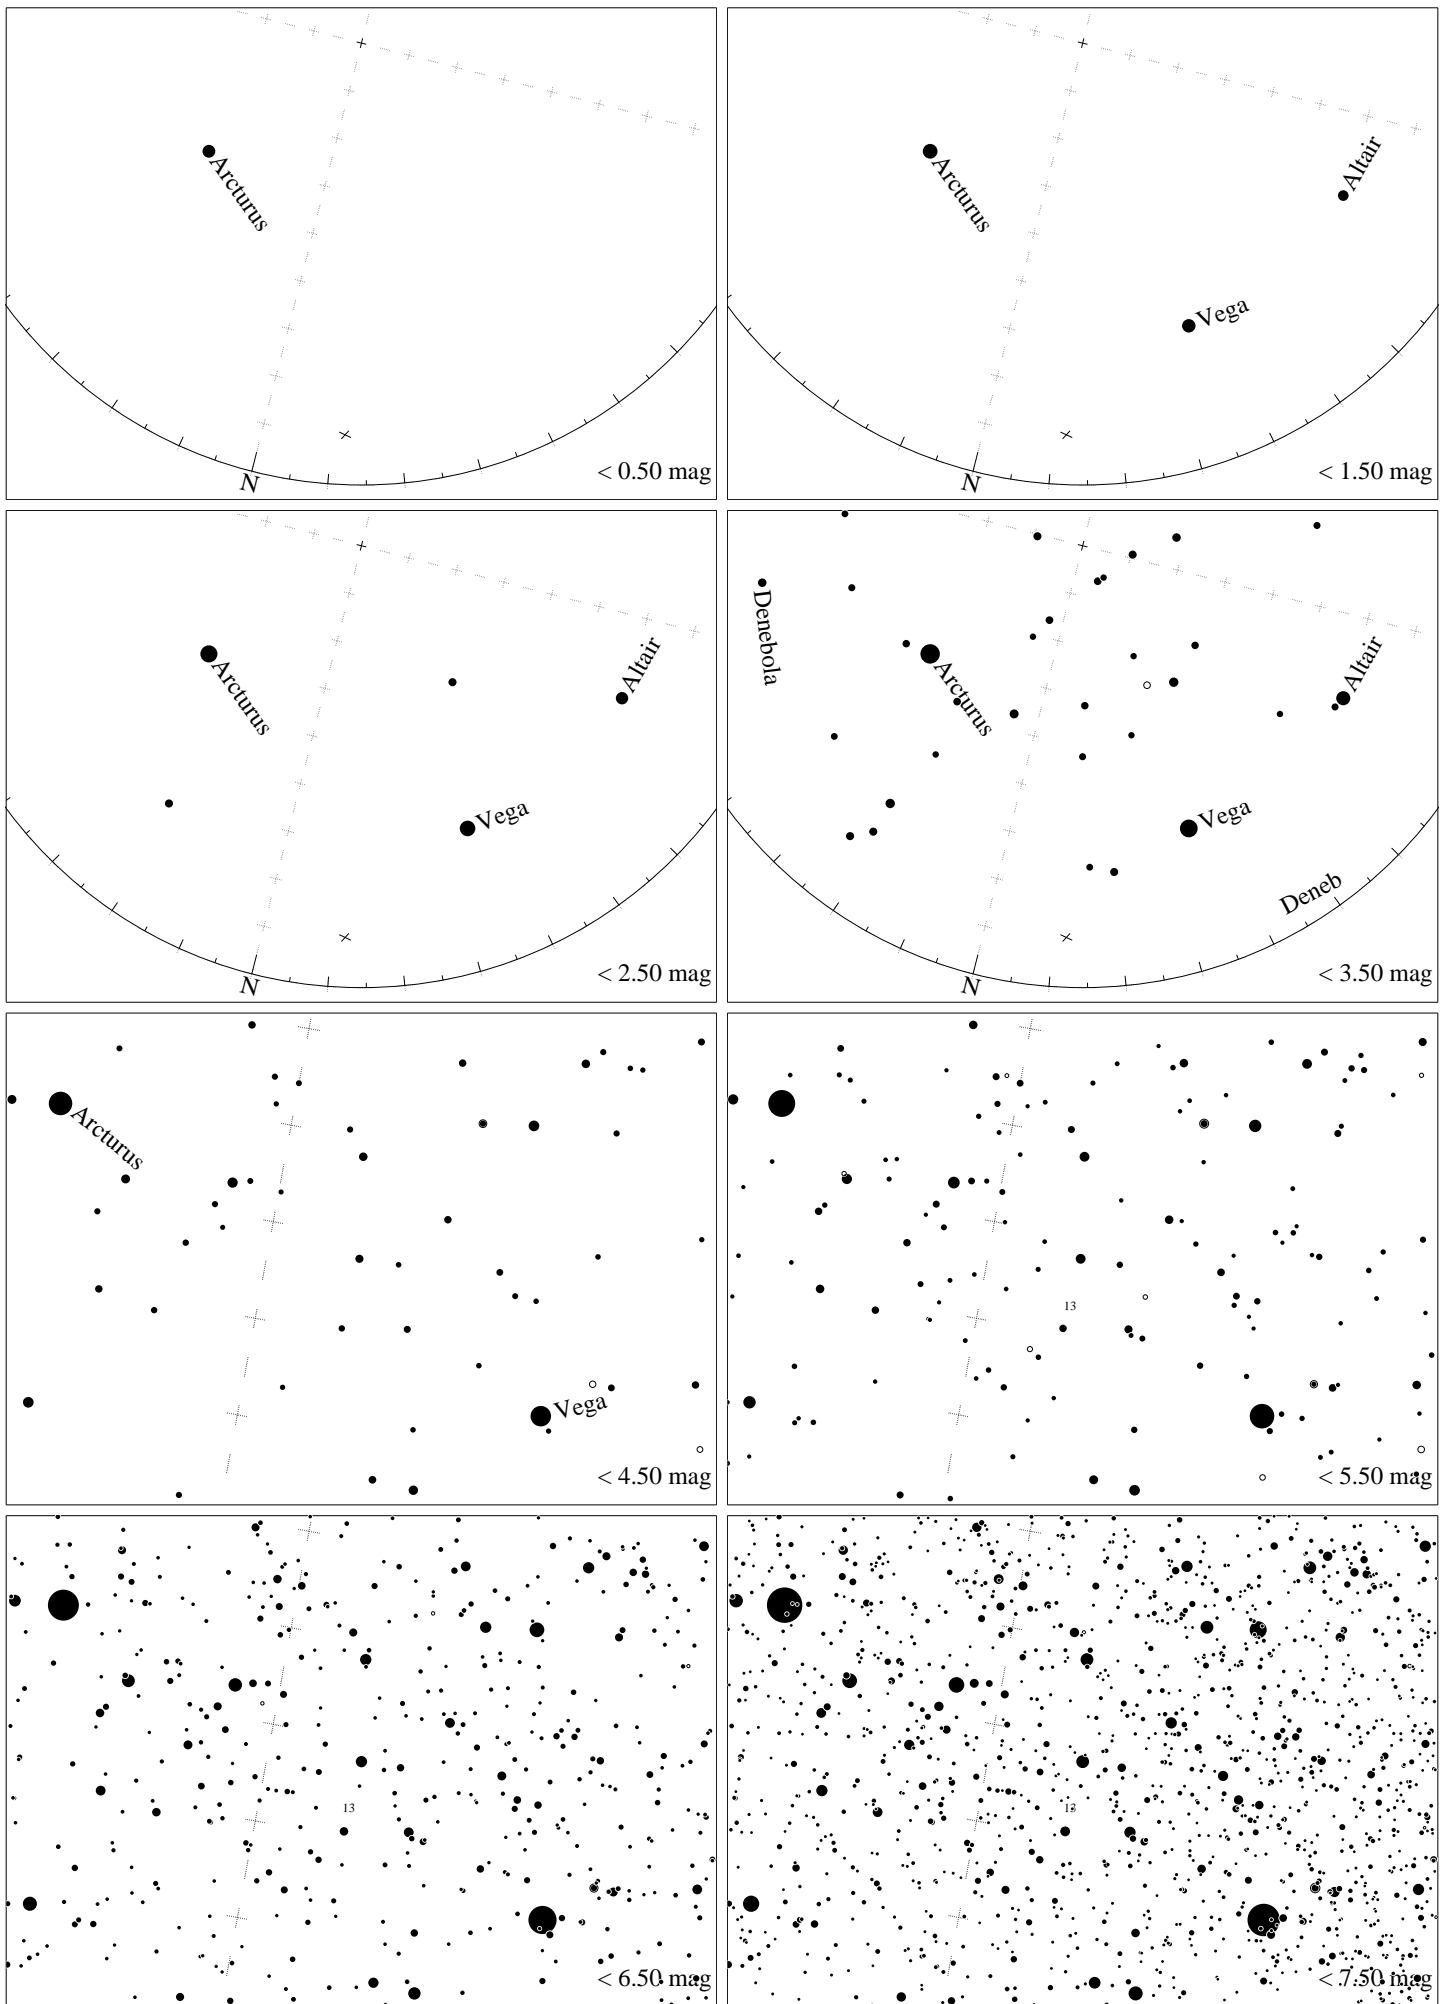 Arcturus
N
< 0.50 mag
Arcturus
Altair
Vega
N
< 1.50 mag
Arcturus
Altair
Vega
N
< 2.50 mag
Denebola
Arcturus
Altair
Vega
Deneb
N
< 3.50 mag
Arcturus
Vega
< 4.50 mag
13
< 5.50 mag
13
< 6.50 mag
13
< 7.50 mag